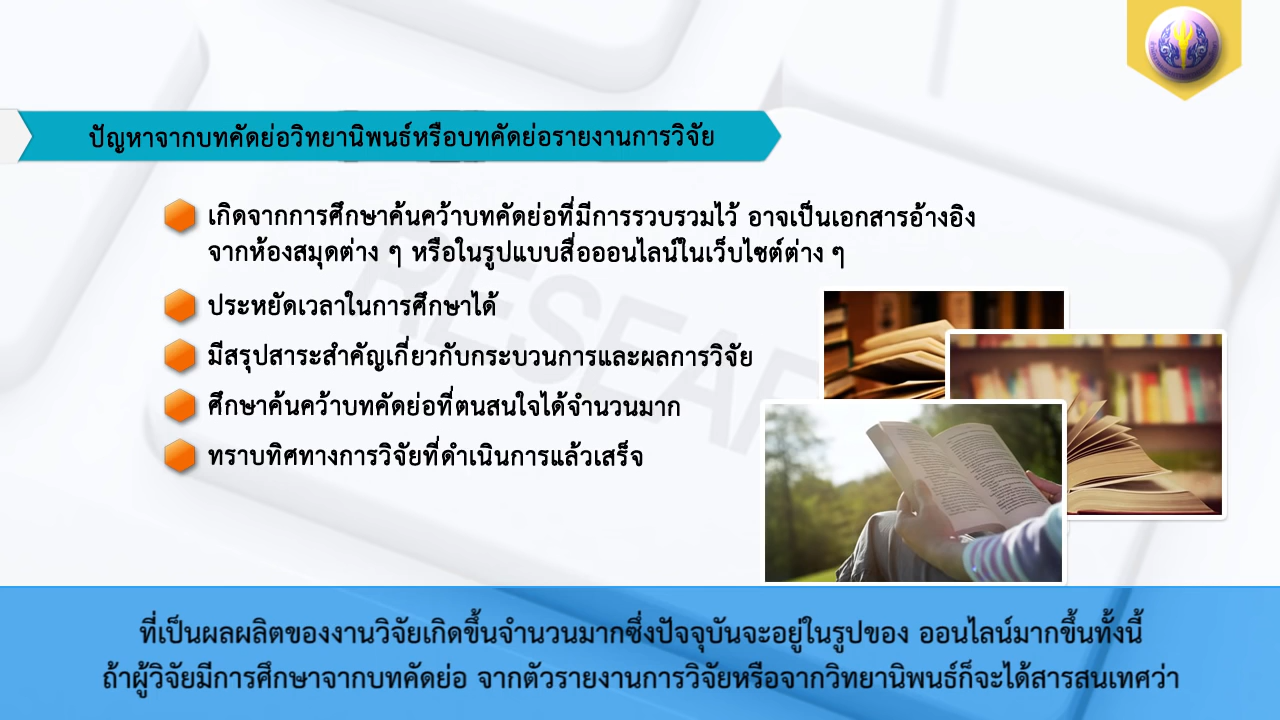 ปัญหาจากบทคัดย่อวิทยานิพนธ์หรือบทคัดย่อรายงานการวิจัย
เกิดจากการศึกษาค้นคว้าบทคัดย่อที่มีการรวบรวมไว้ อาจเป็นเอกสารอ้างอิง
จากห้องสมุดต่าง ๆ หรือในรูปแบบสื่อออนไลน์ในเว็บไซต์ต่าง ๆ
ประหยัดเวลาในการศึกษาได้
มีสรุปสาระสำคัญเกี่ยวกับกระบวนการและผลการวิจัย
ศึกษาค้นคว้าบทคัดย่อที่ตนสนใจได้จำนวนมาก
ทราบทิศทางการวิจัยที่ดำเนินการแล้วเสร็จ
RESEAR
ที่เป็นผลผลิตของงานวิจัยเกิดขึ้นจำนวนมากซึ่งปัจจุบันจะอยู่ในรูปของ ออนไลน์มากขึ้นทั้งนี้
ถ้าผู้วิจัยมีการศึกษาจากบทคัดย่อ จากตัวรายงานการวิจัยหรือจากวิทยานิพนธ์ก็จะได้สารสนเทศว่า